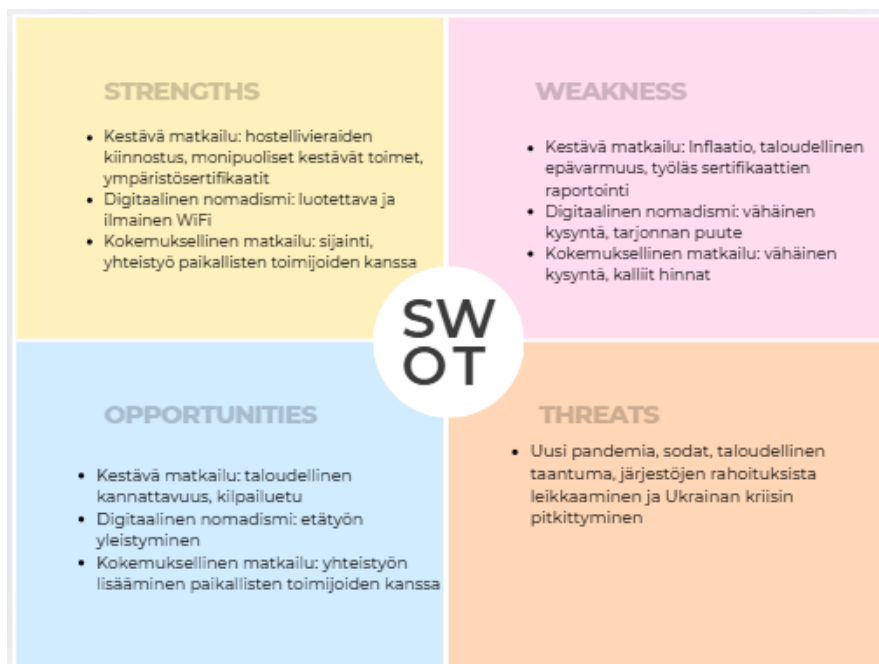 STRENGTHS
• Kestävä matkailu: hostellivieraiden
kiinnostus, monipuoliset kestävät toimet,
ympäristösertifikaatit
• Digitaalinen nomadismi: luotettava ja
ilmainen WiFi
• Kokemuksellinen matkailu: sijainti,
yhteistyö paikallisten toimijoiden kanssa
WEAKNESS
• Kestävä matkailu: Inflaatio, taloudellinen
epävarmuus, työläs sertifikaattien
raportointi
• Digitaalinen nomadismi: vähäinen
kysyntä, tarjonnan puute
• Kokemuksellinen matkailu: vähäinen
kysyntä, kalliit hinnat
SW
OT
OPPORTUNITIES
• Kestävä matkailu: taloudellinen
kannattavuus, kilpailuetu
• Digitaalinen nomadismi: etätyön
yleistyminen
• Kokemuksellinen matkailu: yhteistyön
lisääminen paikallisten toimijoiden kanssa
THREATS
• Uusi pandemia, sodat, taloudellinen
taantuma, järjestöjen rahoituksista
leikkaaminen ja Ukrainan kriisin
pitkittyminen